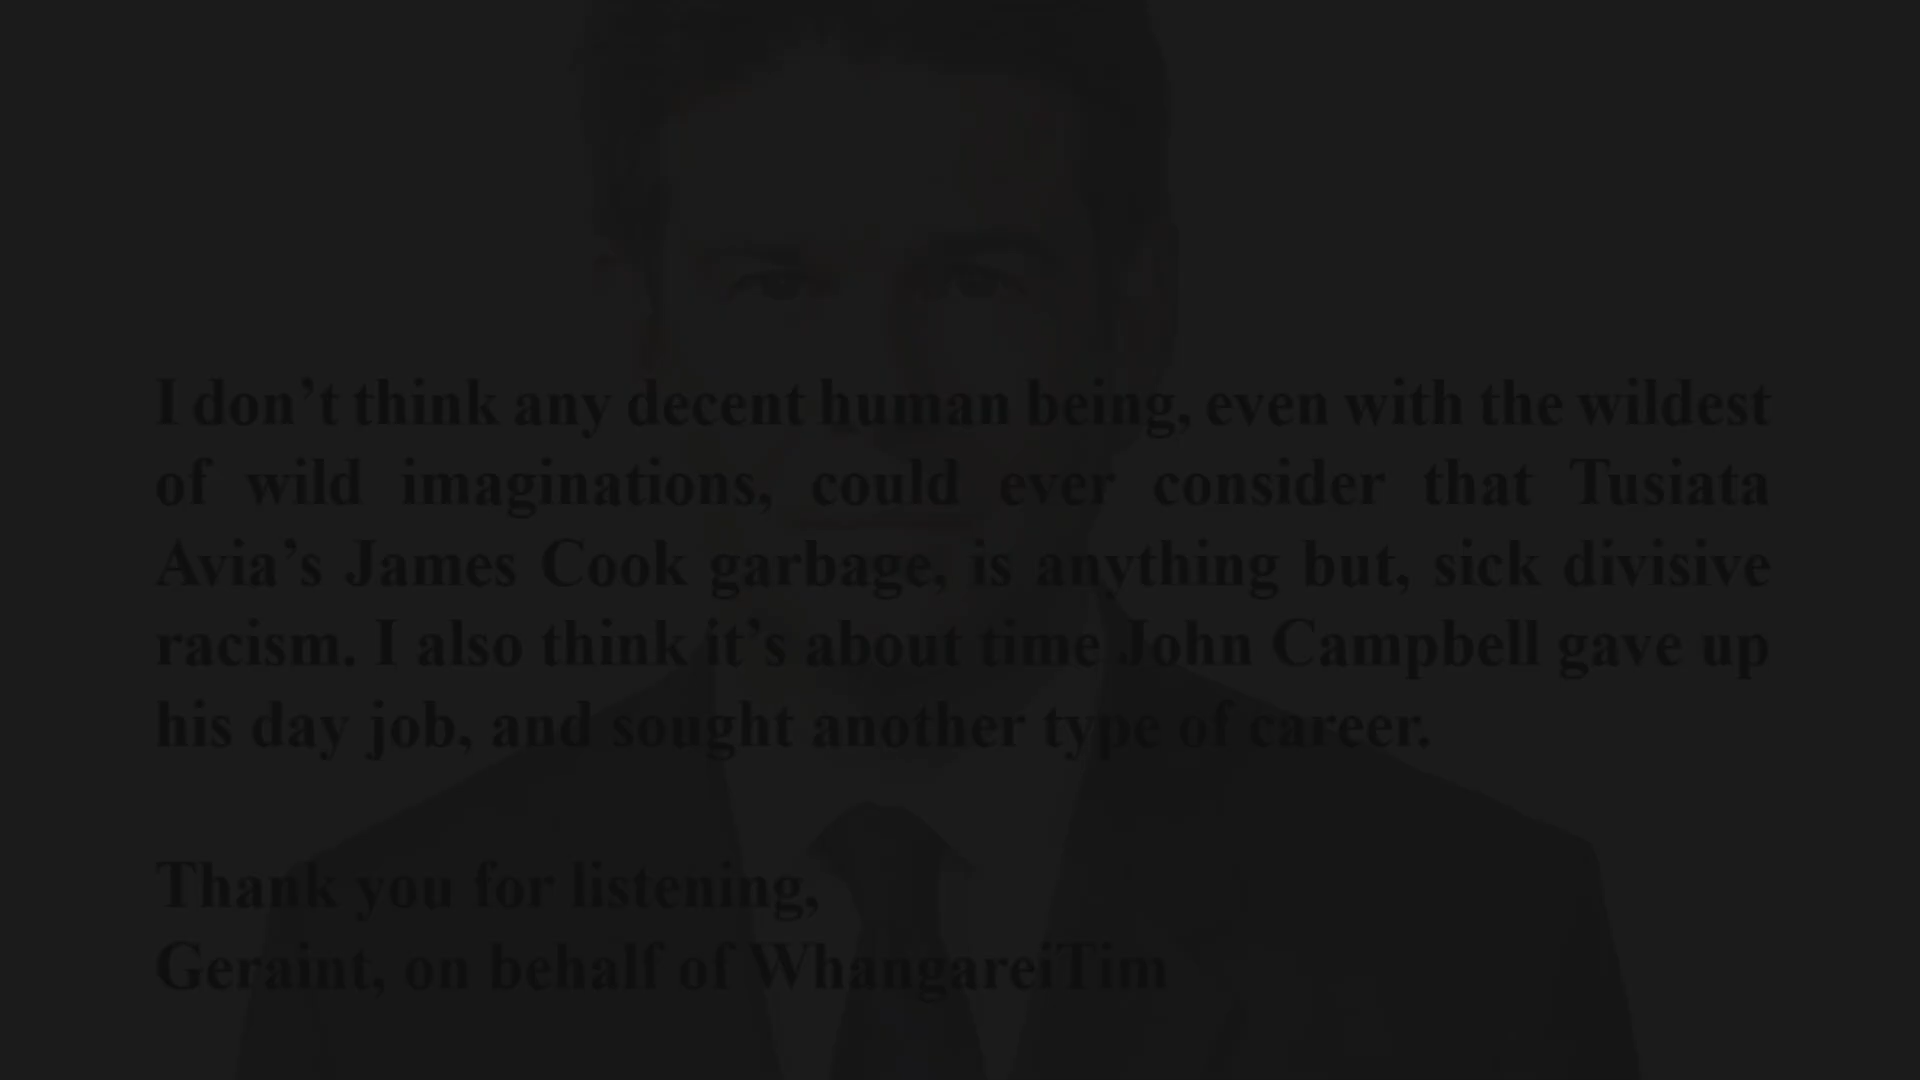 I don’t think any decent human being, even with the wildest
of wild imaginations, could ever consider that Tusiata
Avia’s James Cook garbage, is anything but, sick divisive
racism. I also think it’s about time John Campbell gave up
his day job, and sought another type of career.
Thank you for listening,
Geraint, on behalf of WhangareiTim